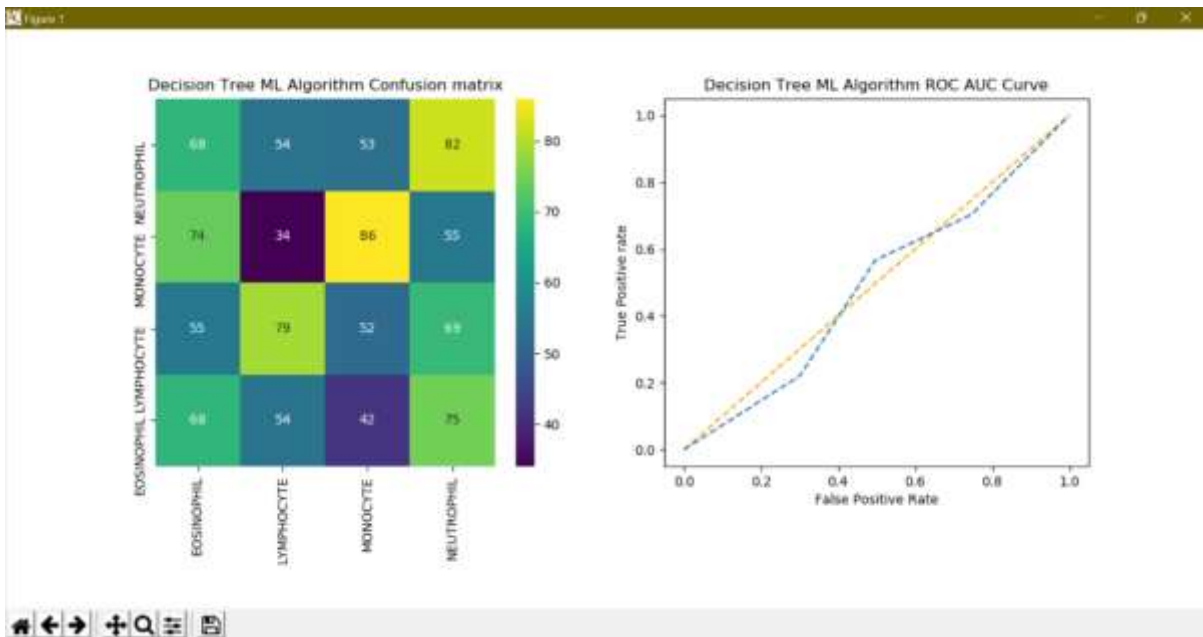 Figure 1
Decision Tree ML Algorithm Confusion matrix
NEUTROPHIL
68 54 53 82
MONOCYTE
74 34 86 55
LYMPHOCYTE
55 79 52 69
EOSINOPHIL
68 54 42 75
80
70
60
50
40
EOSINOPHIL
LYMPHOCYTE
MONOCYTE
NEUTROPHIL
Decision Tree ML Algorithm ROC AUC Curve
True Positive rate
1.0
0.8
0.6
0.4
0.2
0.0
0.0 0.2 0.4 0.6 0.8 1.0
False Positive Rate